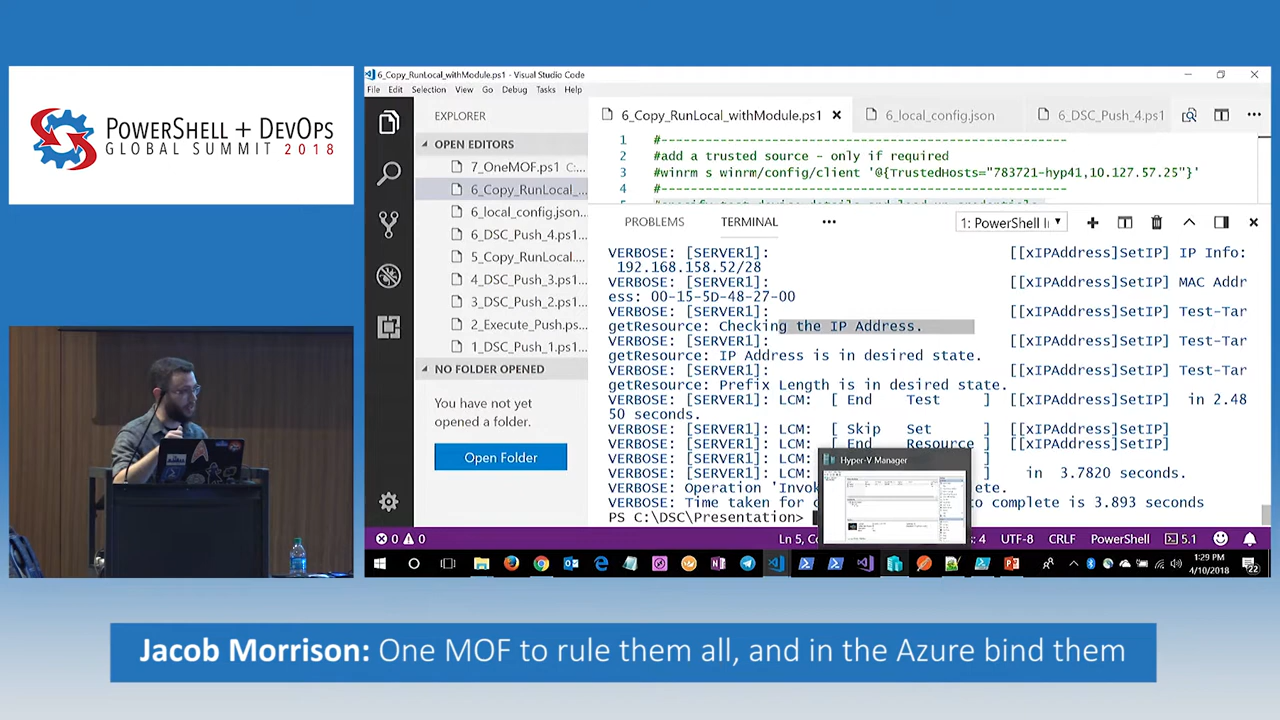 POWERSHELL + DEVOPS
GLOBAL SUMMIT 2018
6_Copy_RunLocal_withModule.ps1 - Visual Studio Code
File Edit Selection View Go Debug Tasks Help
EXPLORER
OPEN EDITORS
7_OneMOF.ps1 C:...
6_Copy_RunLocal_...
6_local_config.json...
6_DSC_Push_4.ps1...
5_Copy_RunLocal....
4_DSC_Push_3.ps1...
3_DSC_Push_2.ps1...
2_Execute_Push.ps...
1_DSC_Push_1.ps1...
NO FOLDER OPENED
You have not yet
opened a folder.
Open Folder
6_Copy_RunLocal_withModule.ps1
6_local_config.json
6_DSC_Push_4.ps1
1 #-----------------------------------------------------
2 #add a trusted source - only if required
3 #winrm s winrm/config/client '@{TrustedHosts="783721-hyp41,10.127.57.25"}'
4 #-----------------------------------------------------
PROBLEMS TERMINAL ...
1: PowerShell I
VERBOSE: [SERVER1]: [[xIPAddress]SetIP] IP Info:
192.168.158.52/28
VERBOSE: [SERVER1]: [[xIPAddress]SetIP] MAC Addr
ess: 00-15-5D-48-27-00
VERBOSE: [SERVER1]: [[xIPAddress]SetIP] Test-Tar
getResource: Checking the IP Address.
VERBOSE: [SERVER1]: [[xIPAddress]SetIP] Test-Tar
getResource: IP Address is in desired state.
VERBOSE: [SERVER1]: [[xIPAddress]SetIP] Test-Tar
getResource: Prefix Length is in desired state.
VERBOSE: [SERVER1]: LCM: [ End Test ] [[xIPAddress]SetIP] in 2.48
50 seconds.
VERBOSE: [SERVER1]: LCM: [ Skip Set ] [[xIPAddress]SetIP]
VERBOSE: [SERVER1]: LCM: [ End Resource ] [[xIPAddress]SetIP]
VERBOSE: [SERVER1]: LCM: ]
VERBOSE: [SERVER1]: LCM: ] in 3.7820 seconds.
VERBOSE: Operation 'Invok ete.
VERBOSE: Time taken for to complete is 3.893 seconds
PS C:\DSC\Presentation>
Hyper-V Manager
0 0
UTF-8 CRLF PowerShell 5.1
1:29 PM
4/10/2018
22
Jacob Morrison: One MOF to rule them all, and in the Azure bind them